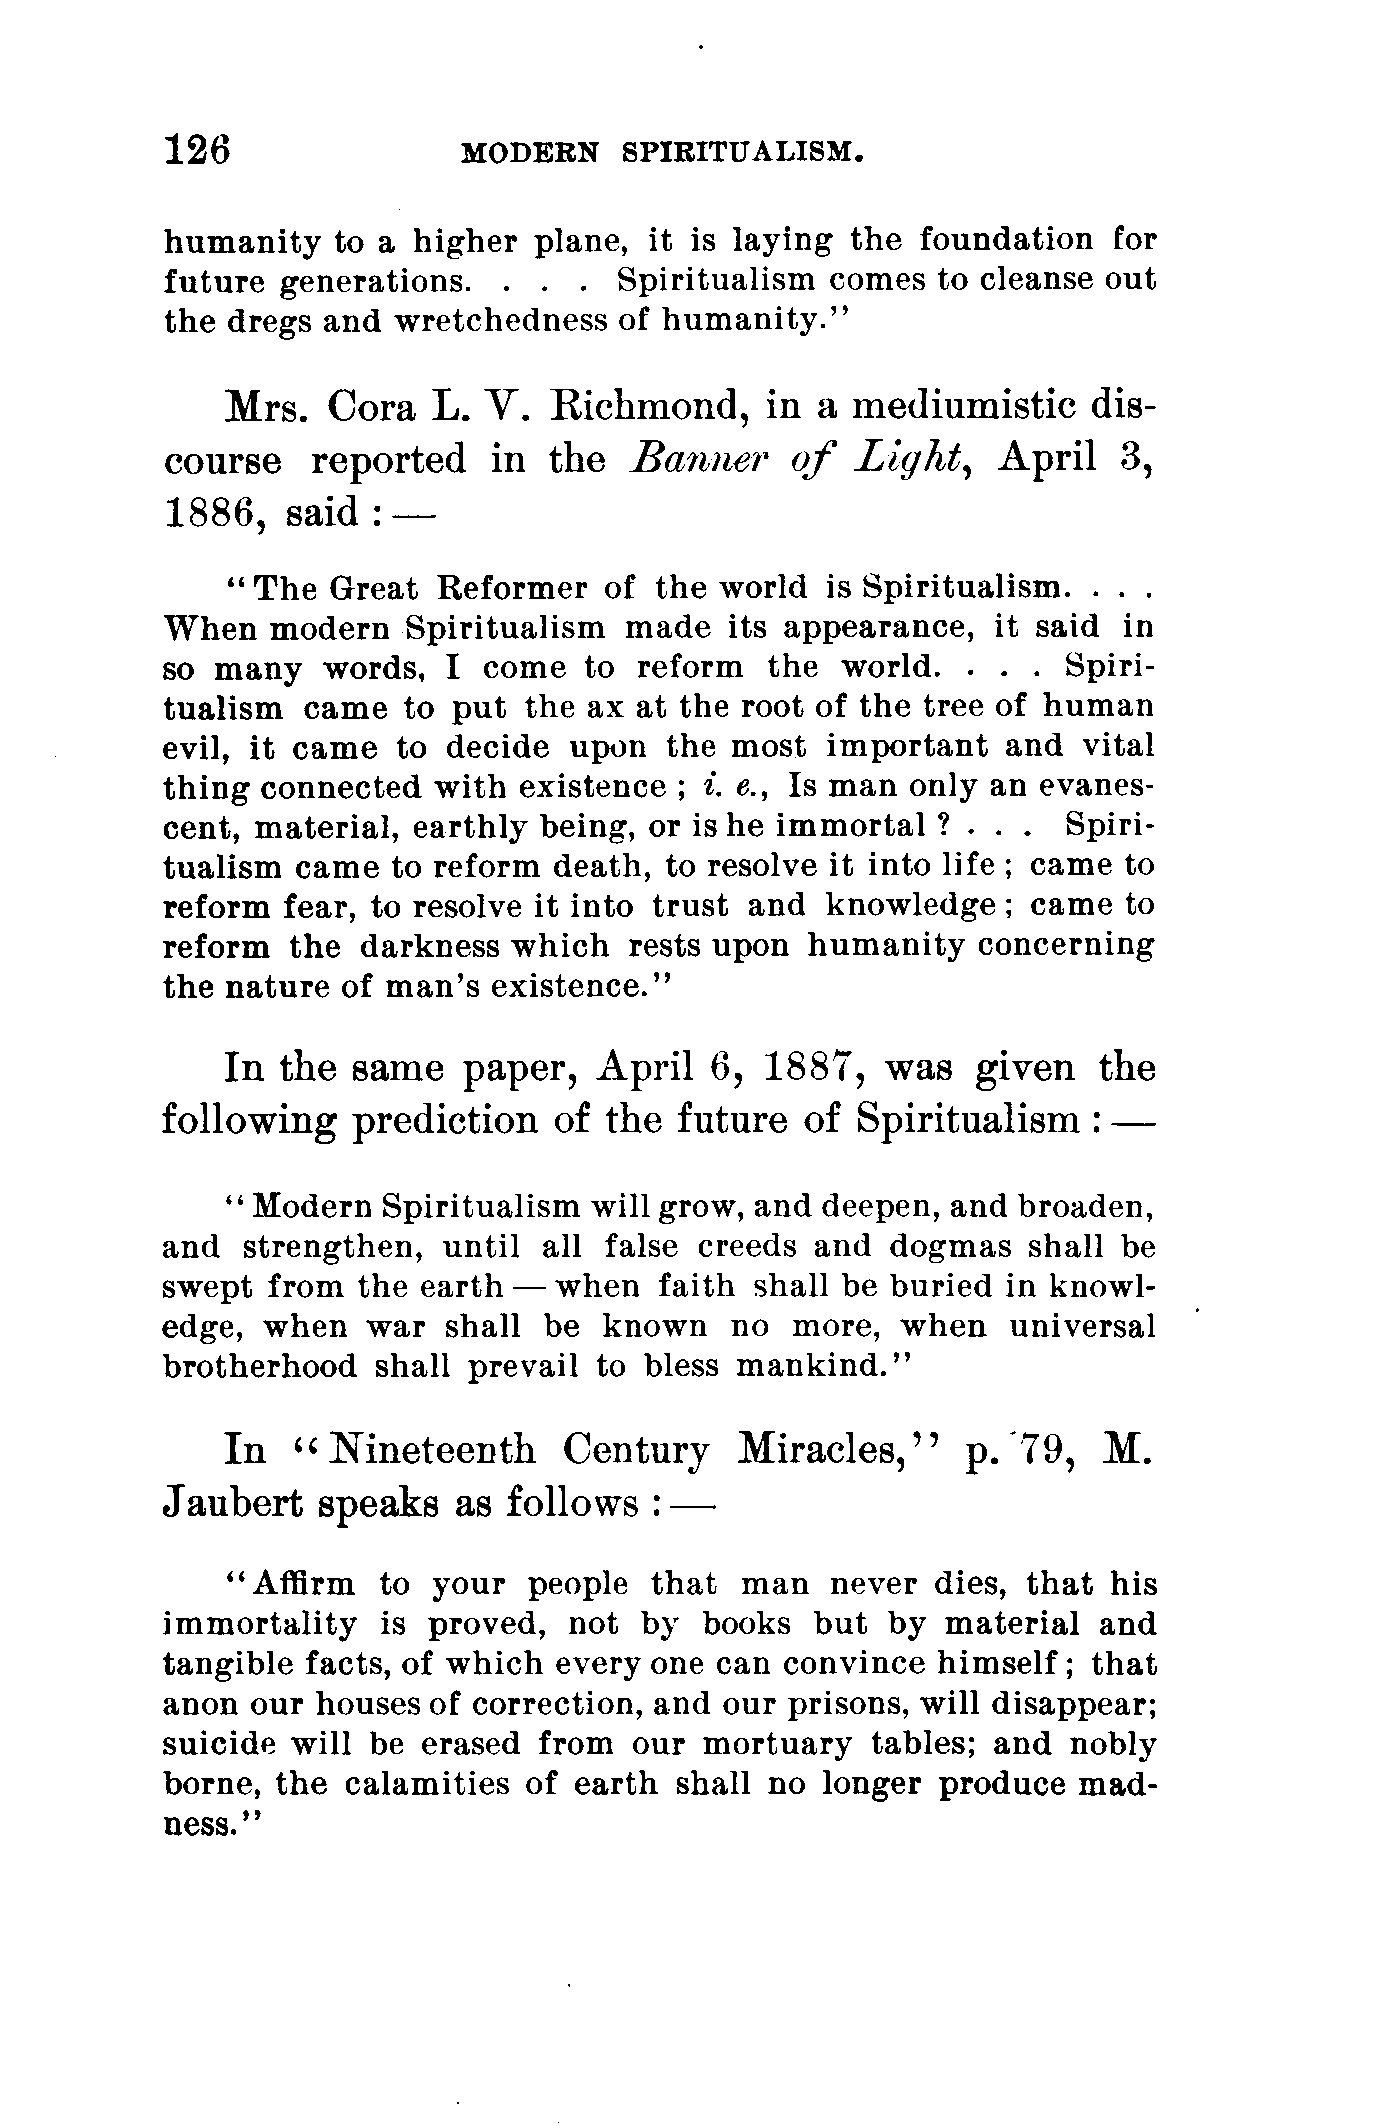 126 MODERN SPIRITUALISM.
humanity to a higher plane, it is laying the foundation for
future generations. . . . Spiritualism comes to cleanse out
the dregs and wretchedness of humanity."
Mrs. Cora L. V. Richmond, in a mediumistic dis-
course reported in the Banner of Light, April 3,
1886, said : —
"The Great Reformer of the world is Spiritualism. . . .
When modern Spiritualism made its appearance, it said in
so many words, I come to reform the world. . . . Spiri-
tualism came to put the ax at the root of the tree of human
evil, it came to decide upon the most important and vital
thing connected with existence ; i. e., Is man only an evanes-
cent, material, earthly being, or is he immortal ? . . . Spiri-
tualism came to reform death, to resolve it into life ; came to
reform fear, to resolve it into trust and knowledge ; came to
reform the darkness which rests upon humanity concerning
the nature of man's existence."
In the same paper, April 6, 1887, was given the
following prediction of the future of Spiritualism : —
"Modern Spiritualism will grow, and deepen, and broaden,
and strengthen, until all false creeds and dogmas shall be
swept from the earth — when faith shall be buried in knowl-
edge, when war shall be known no more, when universal
brotherhood shall prevail to bless mankind."
In "Nineteenth Century Miracles," p. 79, M.
Jaubert speaks as follows : —
"Affirm to your people that man never dies, that his
immortality is proved, not by books but by material and
tangible facts, of which every one can convince himself ; that
anon our houses of correction, and our prisons, will disappear;
suicide will be erased from our mortuary tables; and nobly
borne, the calamities of earth shall no longer produce mad-
ness."